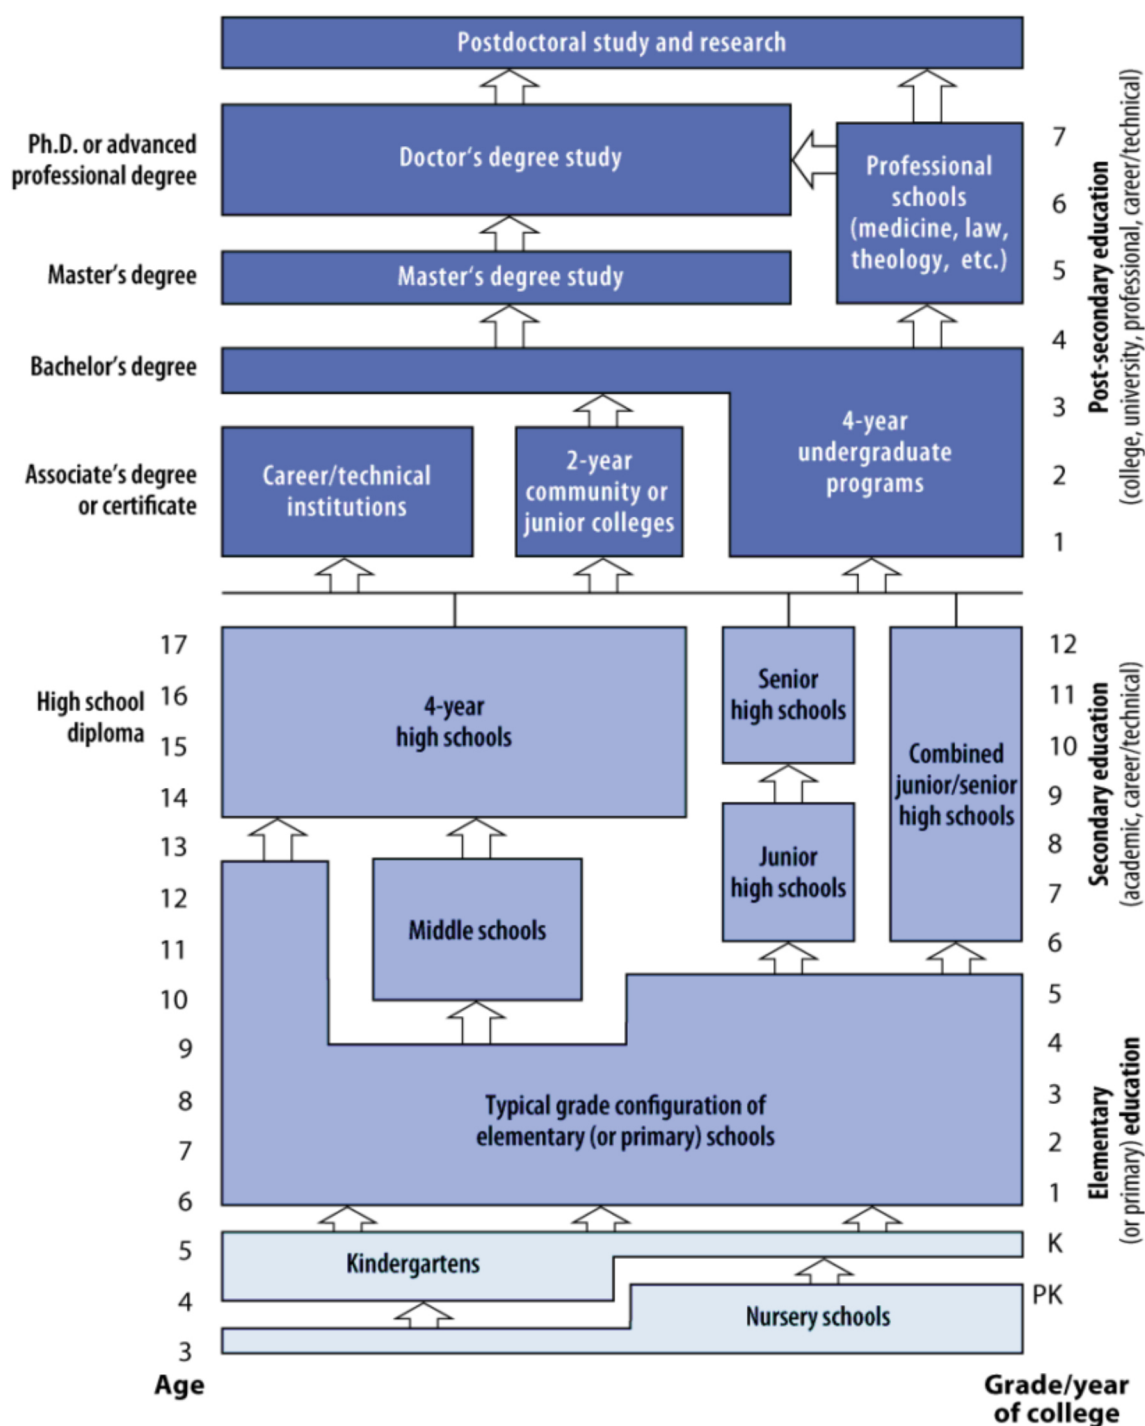 Postdoctoral study and research
Ph.D. or advanced
professional degree
Doctor's degree study
Professional
schools
(medicine, law,
theology, etc.)
7
6
5
Master's degree
Master's degree study
4
Bachelor's degree
4-year
undergraduate
programs
3
2
1
Associate's degree
or certificate
Career/technical
institutions
2-year
community or
junior colleges
Post-secondary education
(college, university, professional, career/technical)
17
16
15
14
13
12
11
10
9
8
7
6
5
4
3
High school
diploma
4-year
high schools
Senior
high schools
Junior
high schools
Combined
junior/senior
high schools
Middle schools
12
11
10
9
8
7
6
5
4
3
2
1
K
PK
Secondary education
(academic, career/technical)
Typical grade configuration of
elementary (or primary) schools
Elementary
(or primary) education
Kindergartens
Nursery schools
Age
Grade/year
of college